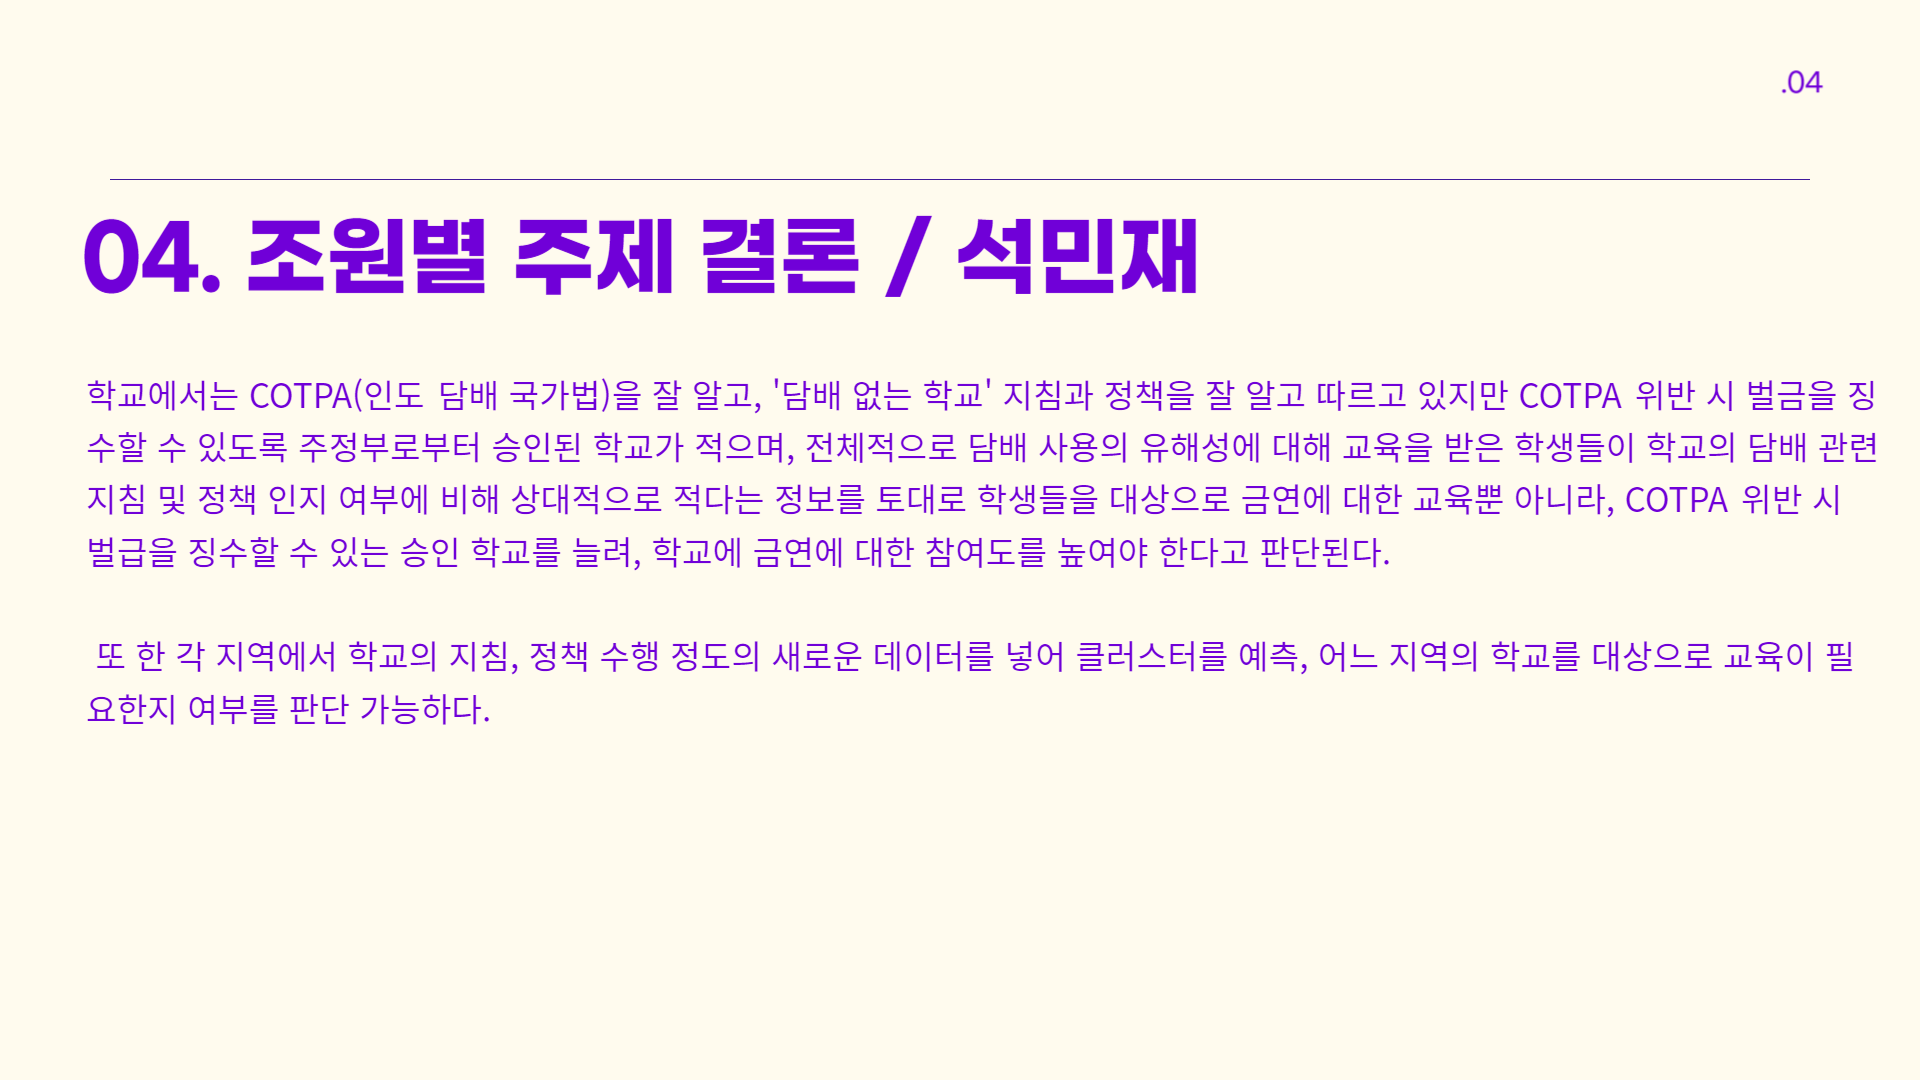 .04
04. 조원별 주제 결론 / 석민재
학교에서는 COTPA(인도 담배 국가법)을 잘 알고, '담배 없는 학교' 지침과 정책을 잘 알고 따르고 있지만 COTPA 위반 시 벌금을 징
수할 수 있도록 주정부로부터 승인된 학교가 적으며, 전체적으로 담배 사용의 유해성에 대해 교육을 받은 학생들이 학교의 담배 관련
지침 및 정책 인지 여부에 비해 상대적으로 적다는 정보를 토대로 학생들을 대상으로 금연에 대한 교육뿐 아니라, COTPA 위반 시
벌급을 징수할 수 있는 승인 학교를 늘려, 학교에 금연에 대한 참여도를 높여야 한다고 판단된다.
또 한 각 지역에서 학교의 지침, 정책 수행 정도의 새로운 데이터를 넣어 클러스터를 예측, 어느 지역의 학교를 대상으로 교육이 필
요한지 여부를 판단 가능하다.